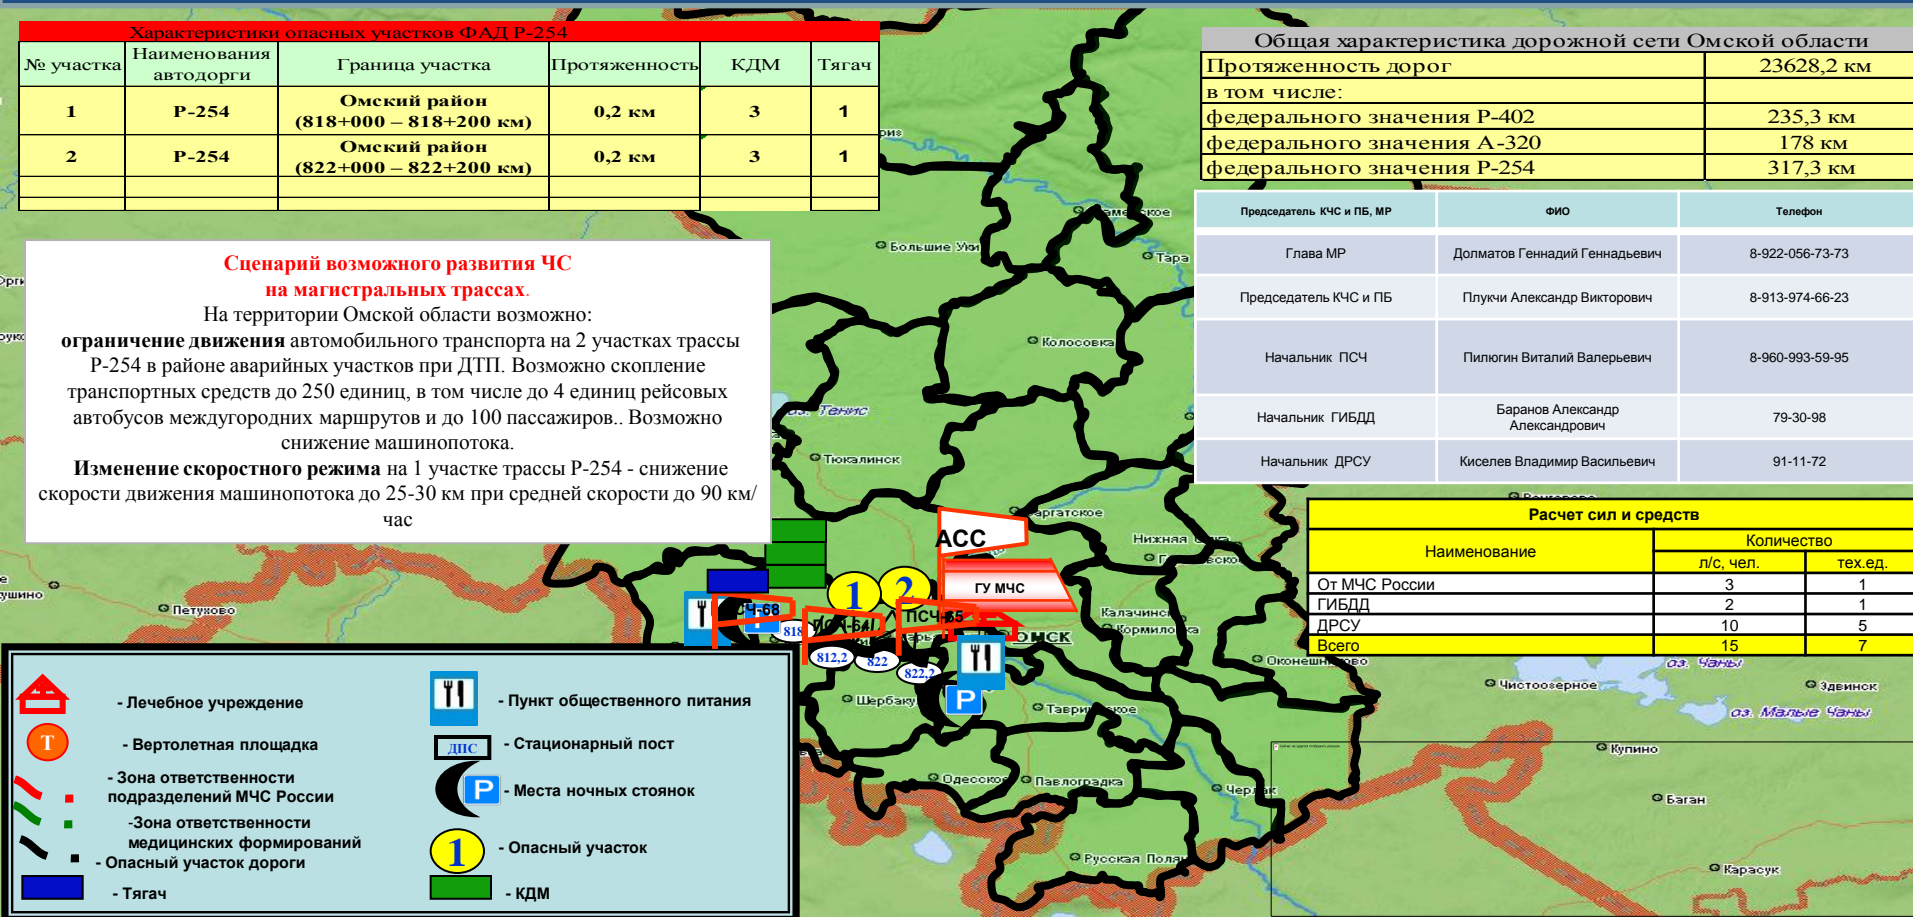 Характеристики опасных участков ФАД Р-254
№ участка
Наименования
автодорги
Граница участка
Протяженность
КДМ
Тягач
1
Р-254
Омский район
(818+000 – 818+200 км)
0,2 км
3
1
2
Р-254
Омский район
(822+000 – 822+200 км)
0,2 км
3
1
Общая характеристика дорожной сети Омской области
Протяженность дорог 23628,2 км
в том числе:
федерального значения Р-402 235,3 км
федерального значения А-320 178 км
федерального значения Р-254 317,3 км
Председатель КЧС и ПБ, МР ФИО Телефон
Глава МР Долматов Геннадий Геннадьевич 8-922-056-73-73
Председатель КЧС и ПБ Плукчи Александр Викторович 8-913-974-66-23
Начальник ПСЧ Пилюгин Виталий Валерьевич 8-960-993-59-95
Начальник ГИБДД
Баранов Александр
Александрович
79-30-98
Начальник ДРСУ Киселев Владимир Васильевич 91-11-72
Сценарий возможного развития ЧС
на магистральных трассах.
На территории Омской области возможно:
ограничение движения автомобильного транспорта на 2 участках трассы
Р-254 в районе аварийных участков при ДТП. Возможно скопление
транспортных средств до 250 единиц, в том числе до 4 единиц рейсовых
автобусов междугородних маршрутов и до 100 пассажиров.. Возможно
снижение машинопотока.
Изменение скоростного режима на 1 участке трассы Р-254 - снижение
скорости движения машинопотока до 25-30 км при средней скорости до 90 км/
час
Расчет сил и средств
Наименование
Количество
л/с, чел. тех.ед.
От МЧС России 3 1
ГИБДД 2 1
ДРСУ 10 5
Всего 15 7
Большие Уки
Тара
Колосовка
оз. Тенис
Тюкалинск
Петухово
АСС
ГУ МЧС
1
2
СЧ-68
ПСЧ-64
ПСЧ-65
P
818
812,2
822
822,2
P
Калачинс
Кормиловка
Оконешниково
Чистоозерное
оз. Чаны
Здвинск
оз. Малые Чаны
Щербаку
Таврическое
Купино
Одесское
Павлоградка
Черлак
Баган
Русская Поляна
Карасук
- Лечебное учреждение
Т
- Вертолетная площадка
- Зона ответственности
подразделений МЧС России
-Зона ответственности
медицинских формирований
- Опасный участок дороги
- Тягач
- Пункт общественного питания
ДПС
- Стационарный пост
P
- Места ночных стоянок
1
- Опасный участок
- КДМ